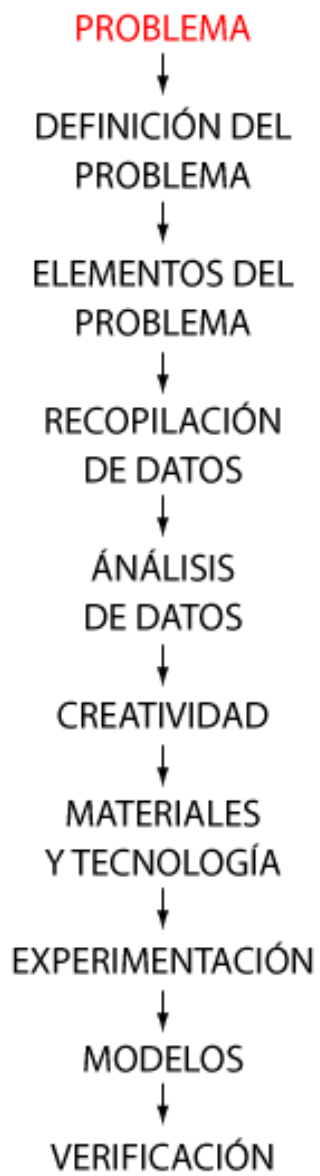 PROBLEMA
DEFINICIÓN DEL
PROBLEMA
ELEMENTOS DEL
PROBLEMA
RECOPILACIÓN
DE DATOS
ÁNÁLISIS
DE DATOS
CREATIVIDAD
MATERIALES
Y TECNOLOGÍA
EXPERIMENTACIÓN
MODELOS
VERIFICACIÓN